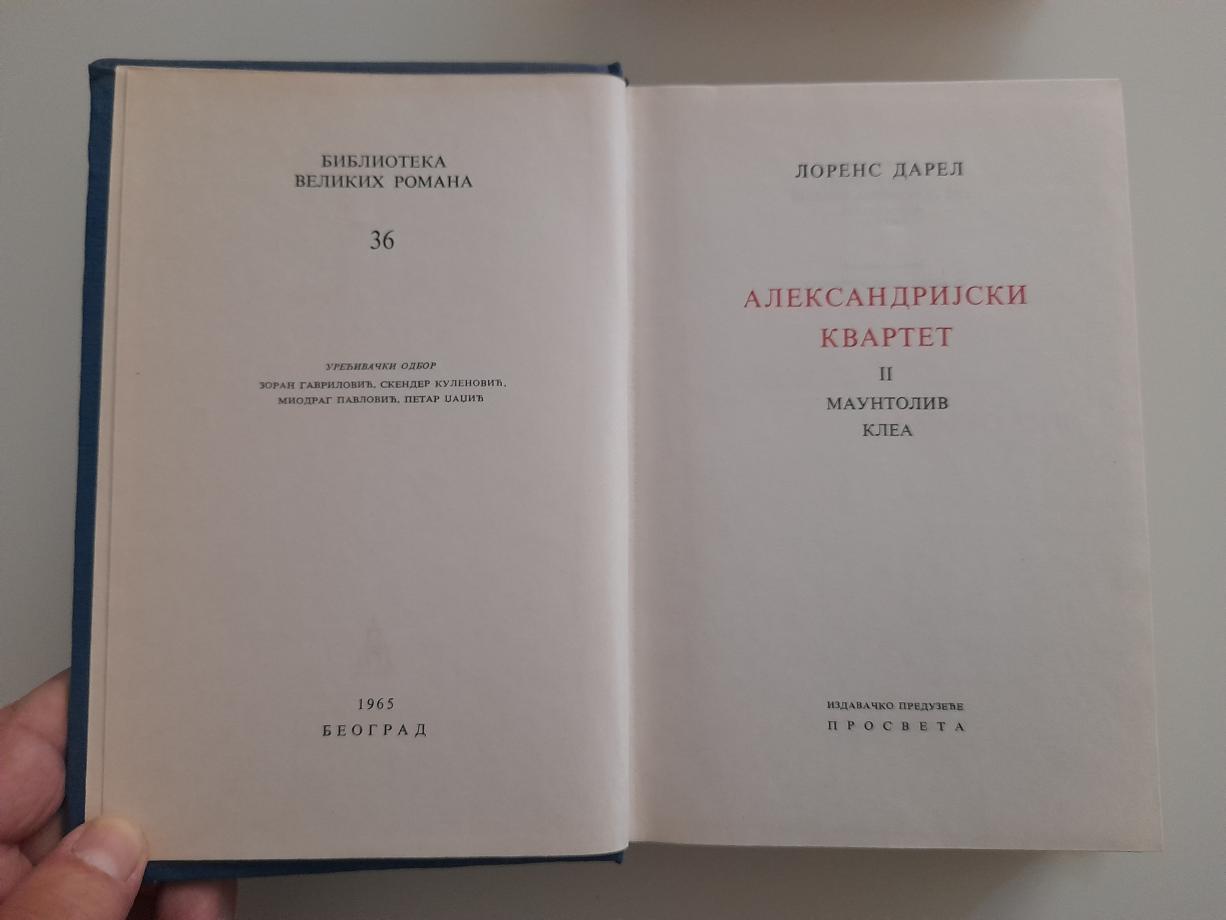 БИБЛИОТЕКА
ВЕЛИКИХ РОМАНА
36
УРЕЂИВАЧКИ ОДБОР
ЗОРАН ГАВРИЛОВИЋ, СКЕНДЕР КУЛЕНОВИЋ,
МИОДРАГ ПАВЛОВИЋ, ПЕТАР ЏАЏИЋ
1965
БЕОГРАД
ЛОРЕНС ДАРЕЛ
АЛЕКСАНДРИЈСКИ
КВАРТЕТ
II
МАУНТОЛИВ
КЛЕА
ИЗДАВАЧКО ПРЕДУЗЕЋЕ
ПРОСВЕТА